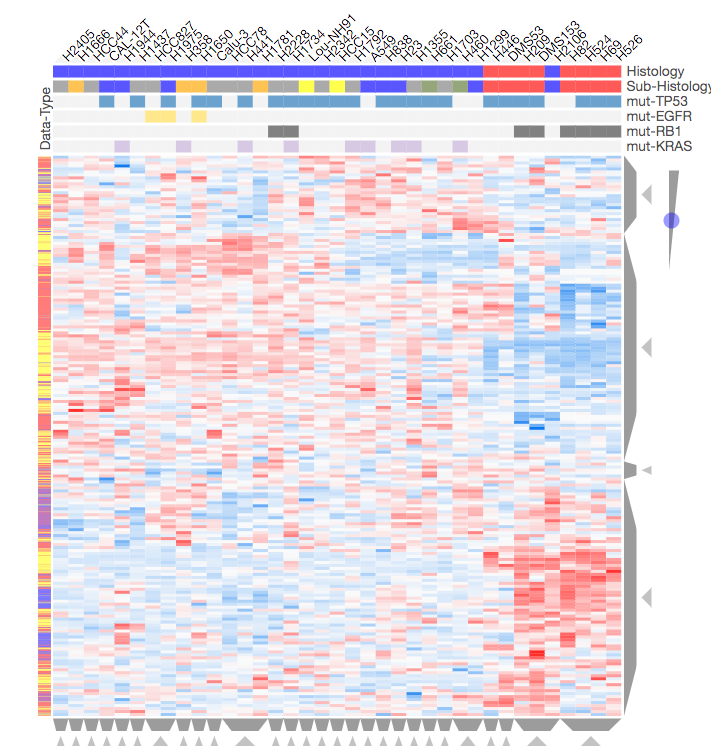 H2405
H1666
HCC44
CAL-12T
H1944
H1437
HCC827
H1975
H358
H1650
Calu-3
HCC78
H441
H1781
H2228
H1734
Lou-NH91
HCC15
H1792
A549
H838
H23
H1355
H661
H1703
H460
H1299
H446
DMS53
H209
DMS153
H2106
H82
H524
H69
H526
Histology
Sub-Histology
mut-TP53
mut-EGFR
mut-RB1
mut-KRAS
Data-Type